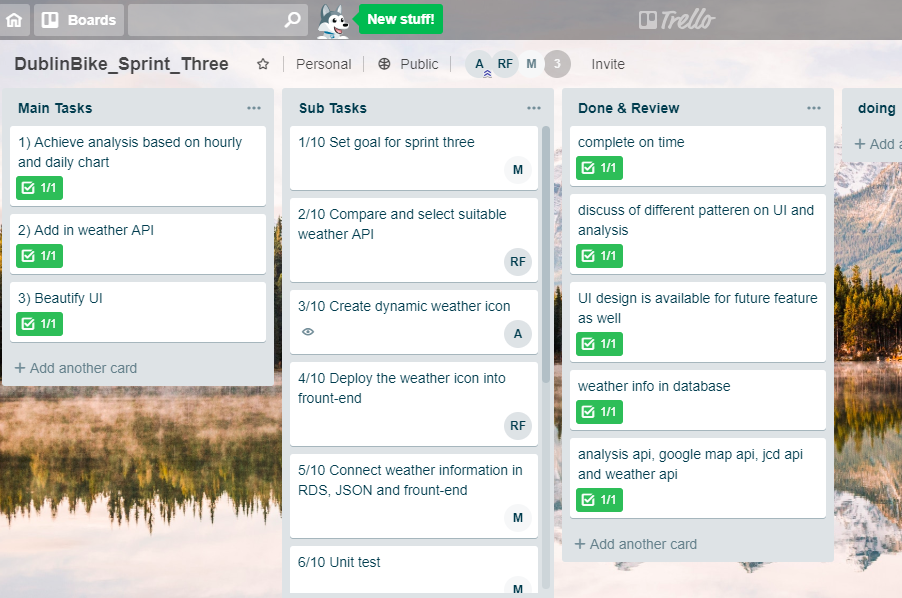 Boards
New stuff!
Trello
DublinBike_Sprint_Three
Personal
Public
A RF M 3
Invite
Main Tasks
1) Achieve analysis based on hourly
and daily chart
1/1
2) Add in weather API
1/1
3) Beautify UI
1/1
+ Add another card
Sub Tasks
1/10 Set goal for sprint three
M
2/10 Compare and select suitable
weather API
RF
3/10 Create dynamic weather icon
A
4/10 Deploy the weather icon into
frount-end
RF
5/10 Connect weather information in
RDS, JSON and frount-end
M
6/10 Unit test
M
Done & Review
complete on time
1/1
discuss of different patteren on UI and
analysis
1/1
UI design is available for future feature
as well
1/1
weather info in database
1/1
analysis api, google map api, jcd api
and weather api
1/1
+ Add another card
doing
+ Add a